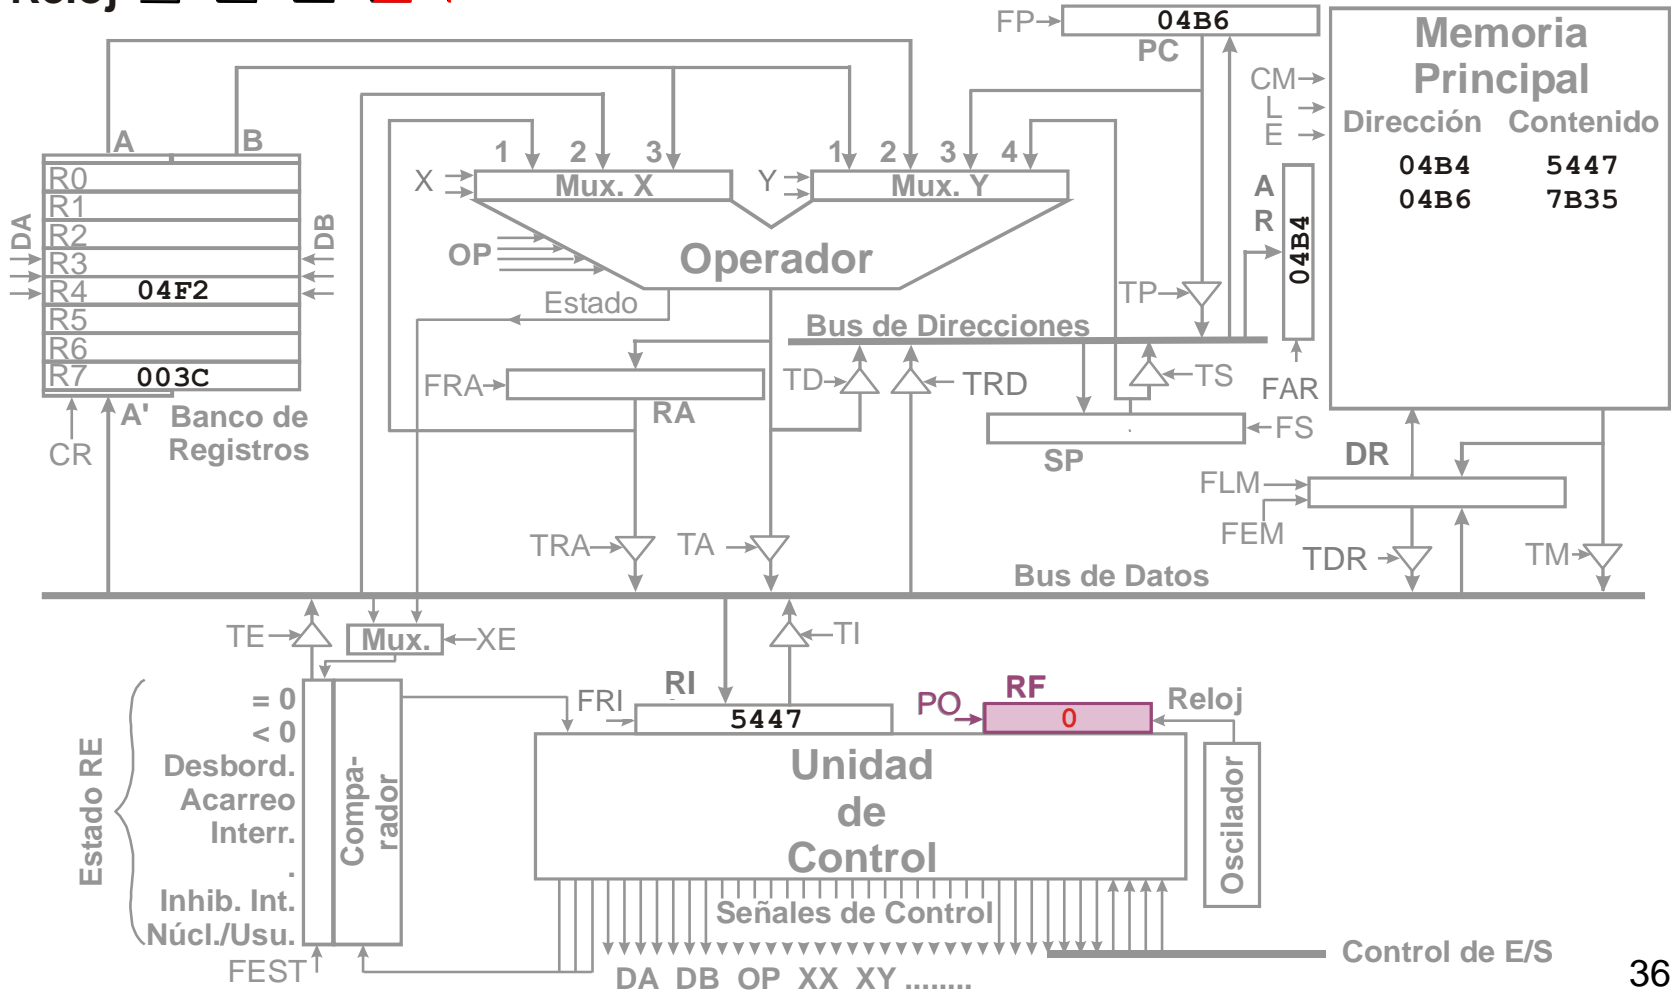 Reloj
FP
04B6
PC
Memoria
Principal
CM
L
E
Dirección Contenido
04B4 5447
04B6 7B35
A B
1 2 3
1 2 3 4
X
Mux. X
Y
Mux. Y
A
R
04B4
FAR
R0
R1
R2
R3
R4 04F2
R5
R6
R7 003C
DA
DB
OP
Operador
Estado
TP
Bus de Direcciones
FRA
RA
TD
TRD
TS
FS
SP
CR
A'
Banco de
Registros
DR
FLM
FEM
TRA
TA
TDR
TM
Bus de Datos
TE
Mux.
XE
TI
Estado RE
= 0
< 0
Desbord.
Acarreo
Interr.
.
Inhib. Int.
Núcl./Usu.
FEST
Compa-
rador
FRI
RI
5447
PO
RF
0
Reloj
Oscilador
Unidad
de
Control
Señales de Control
DA DB OP XX XY ........
Control de E/S
36